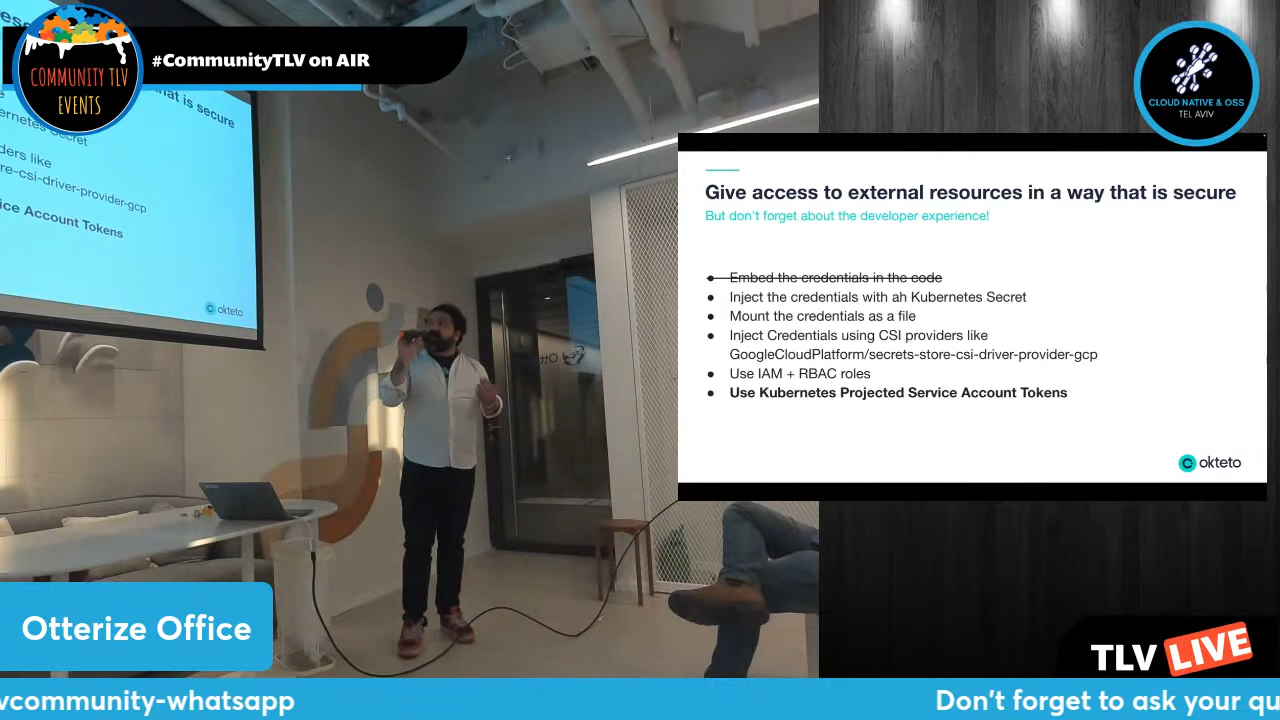 #CommunityTLV on AIR
COMMUNITY TLV
EVENTS
CLOUD NATIVE & OSS
TEL AVIV
hat is secure
ernetes Secret
ders like
re-csi-driver-provider-gcp
ice Account Tokens
okteto
Give access to external resources in a way that is secure
But don't forget about the developer experience!
● Embed the credentials in the code
● Inject the credentials with ah Kubernetes Secret
● Mount the credentials as a file
● Inject Credentials using CSI providers like
GoogleCloudPlatform/secrets-store-csi-driver-provider-gcp
● Use IAM + RBAC roles
● Use Kubernetes Projected Service Account Tokens
okteto
Otterize Office
TLV LIVE
vcommunity-whatsapp
Don't forget to ask your qu